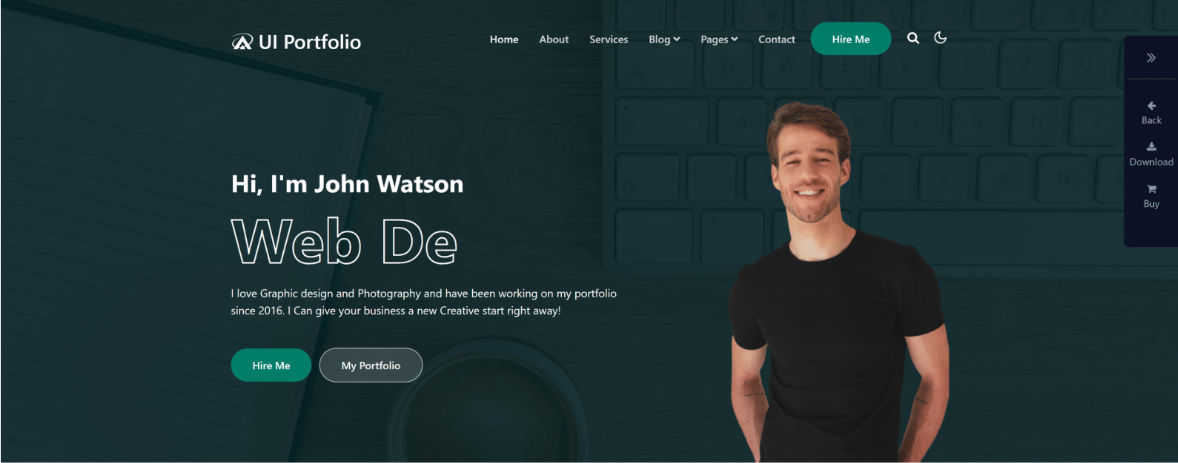 UI Portfolio
Home About Services Blog Pages Contact Hire Me
Hi, I'm John Watson
Web De
I love Graphic design and Photography and have been working on my portfolio
since 2016. I Can give your business a new Creative start right away!
Hire Me My Portfolio
Back
Download
Buy